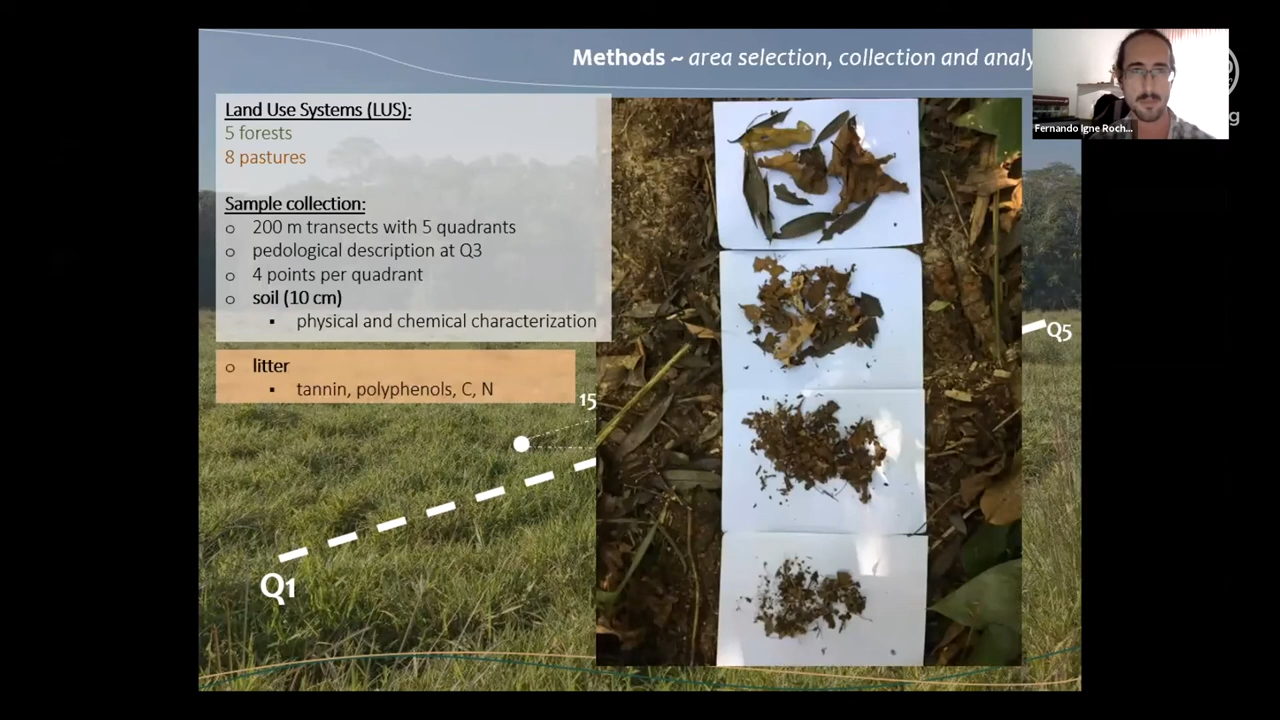 Methods ~ area selection, collection and analy
Fernando Igne Roch...
g
Land Use Systems (LUS):
5 forests
8 pastures
Sample collection:
o 200 m transects with 5 quadrants
o pedological description at Q3
o 4 points per quadrant
o soil (10 cm)
▪ physical and chemical characterization
o litter
▪ tannin, polyphenols, C, N
15
Q5
Q1